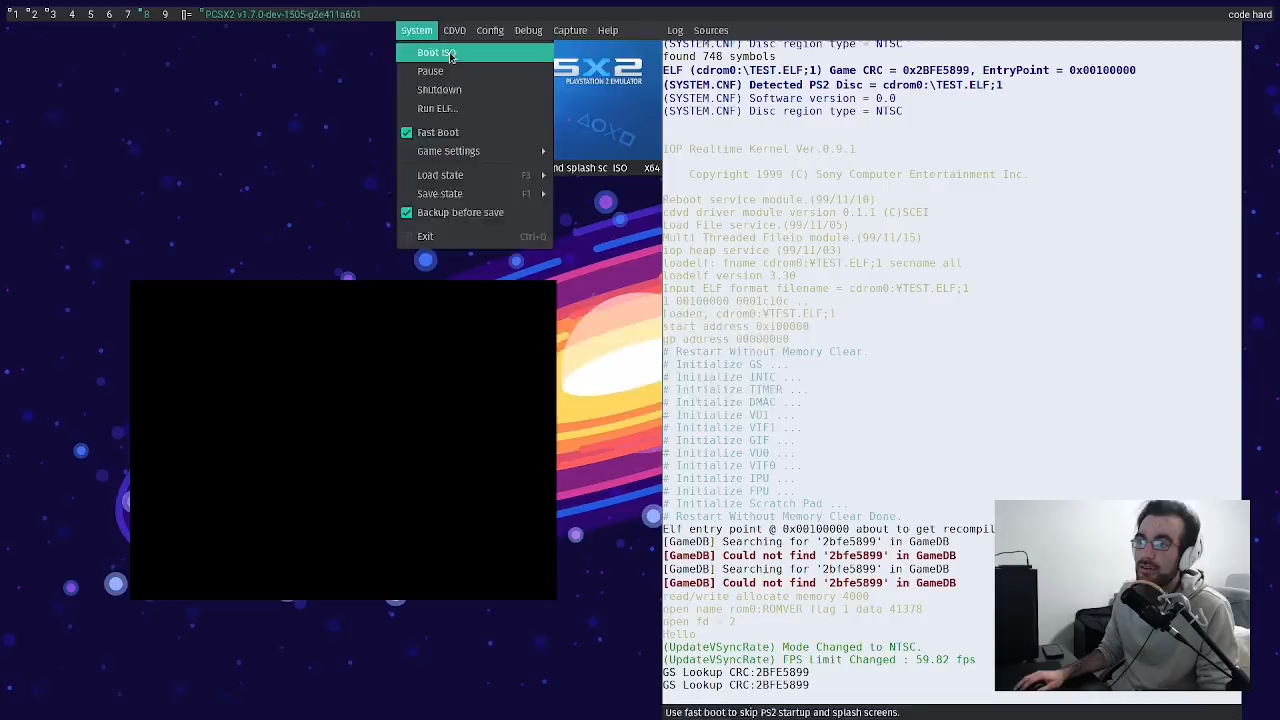 1 2 3 4 5 6 7 8 9 []= PCSX2 v1.7.0-dev-1505-g2e411a601 code hard
System CDVD Config Debug Capture Help
Boot ISO
Pause
Shutdown
Run ELF...
Fast Boot
Game Settings
Load state F3
Save state F1
Backup before save
Exit Ctrl+Q
SX2
PLAYSTATION 2 EMULATOR
nd splash sc ISO x64
Log Sources
(SYSTEM.CNF) Disc region type = NTSC
found 748 symbols
ELF (cdrom0:\TEST.ELF;1) Game CRC = 0x2BFE5899, EntryPoint = 0x00100000
(SYSTEM.CNF) Detected PS2 Disc = cdrom0:\TEST.ELF;1
(SYSTEM.CNF) Software version = 0.0
(SYSTEM.CNF) Disc region type = NTSC
IOP Realtime Kernel Ver.0.9.1
Copyright 1999 (C) Sony Computer Entertainment Inc.
Reboot service module.(99/11/10)
cdvd driver module version 0.1.1 (C)SCEI
Load File service.(99/11/05)
Multi Threaded Fileio module.(99/11/15)
iop heap service (99/11/03)
loadelf: fname cdrom0:¥TEST.ELF;1 secname all
loadelf version 3.30
Input ELF format filename = cdrom0:¥TEST.ELF;1
1 00100000 0001c10c ..
Loaded, cdrom0:¥TEST.ELF;1
start address 0x100000
gp address 00000000
# Restart Without Memory Clear.
# Initialize GS ...
# Initialize INTC ...
# Initialize TIMER ...
# Initialize DMAC ...
# Initialize VU1 ...
# Initialize VIF1 ...
# Initialize GIF ...
# Initialize VU0 ...
# Initialize VIF0 ...
# Initialize IPU ...
# Initialize FPU ...
# Initialize Scratch Pad ...
# Restart Without Memory Clear Done.
Elf entry point @ 0x00100000 about to get recompil
[GameDB] Searching for '2bfe5899' in GameDB
[GameDB] Could not find '2bfe5899' in GameDB
[GameDB] Searching for '2bfe5899' in GameDB
[GameDB] Could not find '2bfe5899' in GameDB
read/write allocate memory 4000
open name rom0:ROMVER flag 1 data 41378
open fd = 2
Hello
(UpdateVSyncRate) Mode Changed to NTSC.
(UpdateVSyncRate) FPS Limit Changed : 59.82 fps
GS Lookup CRC:2BFE5899
GS Lookup CRC:2BFE5899
Use fast boot to skip PS2 startup and splash screens.